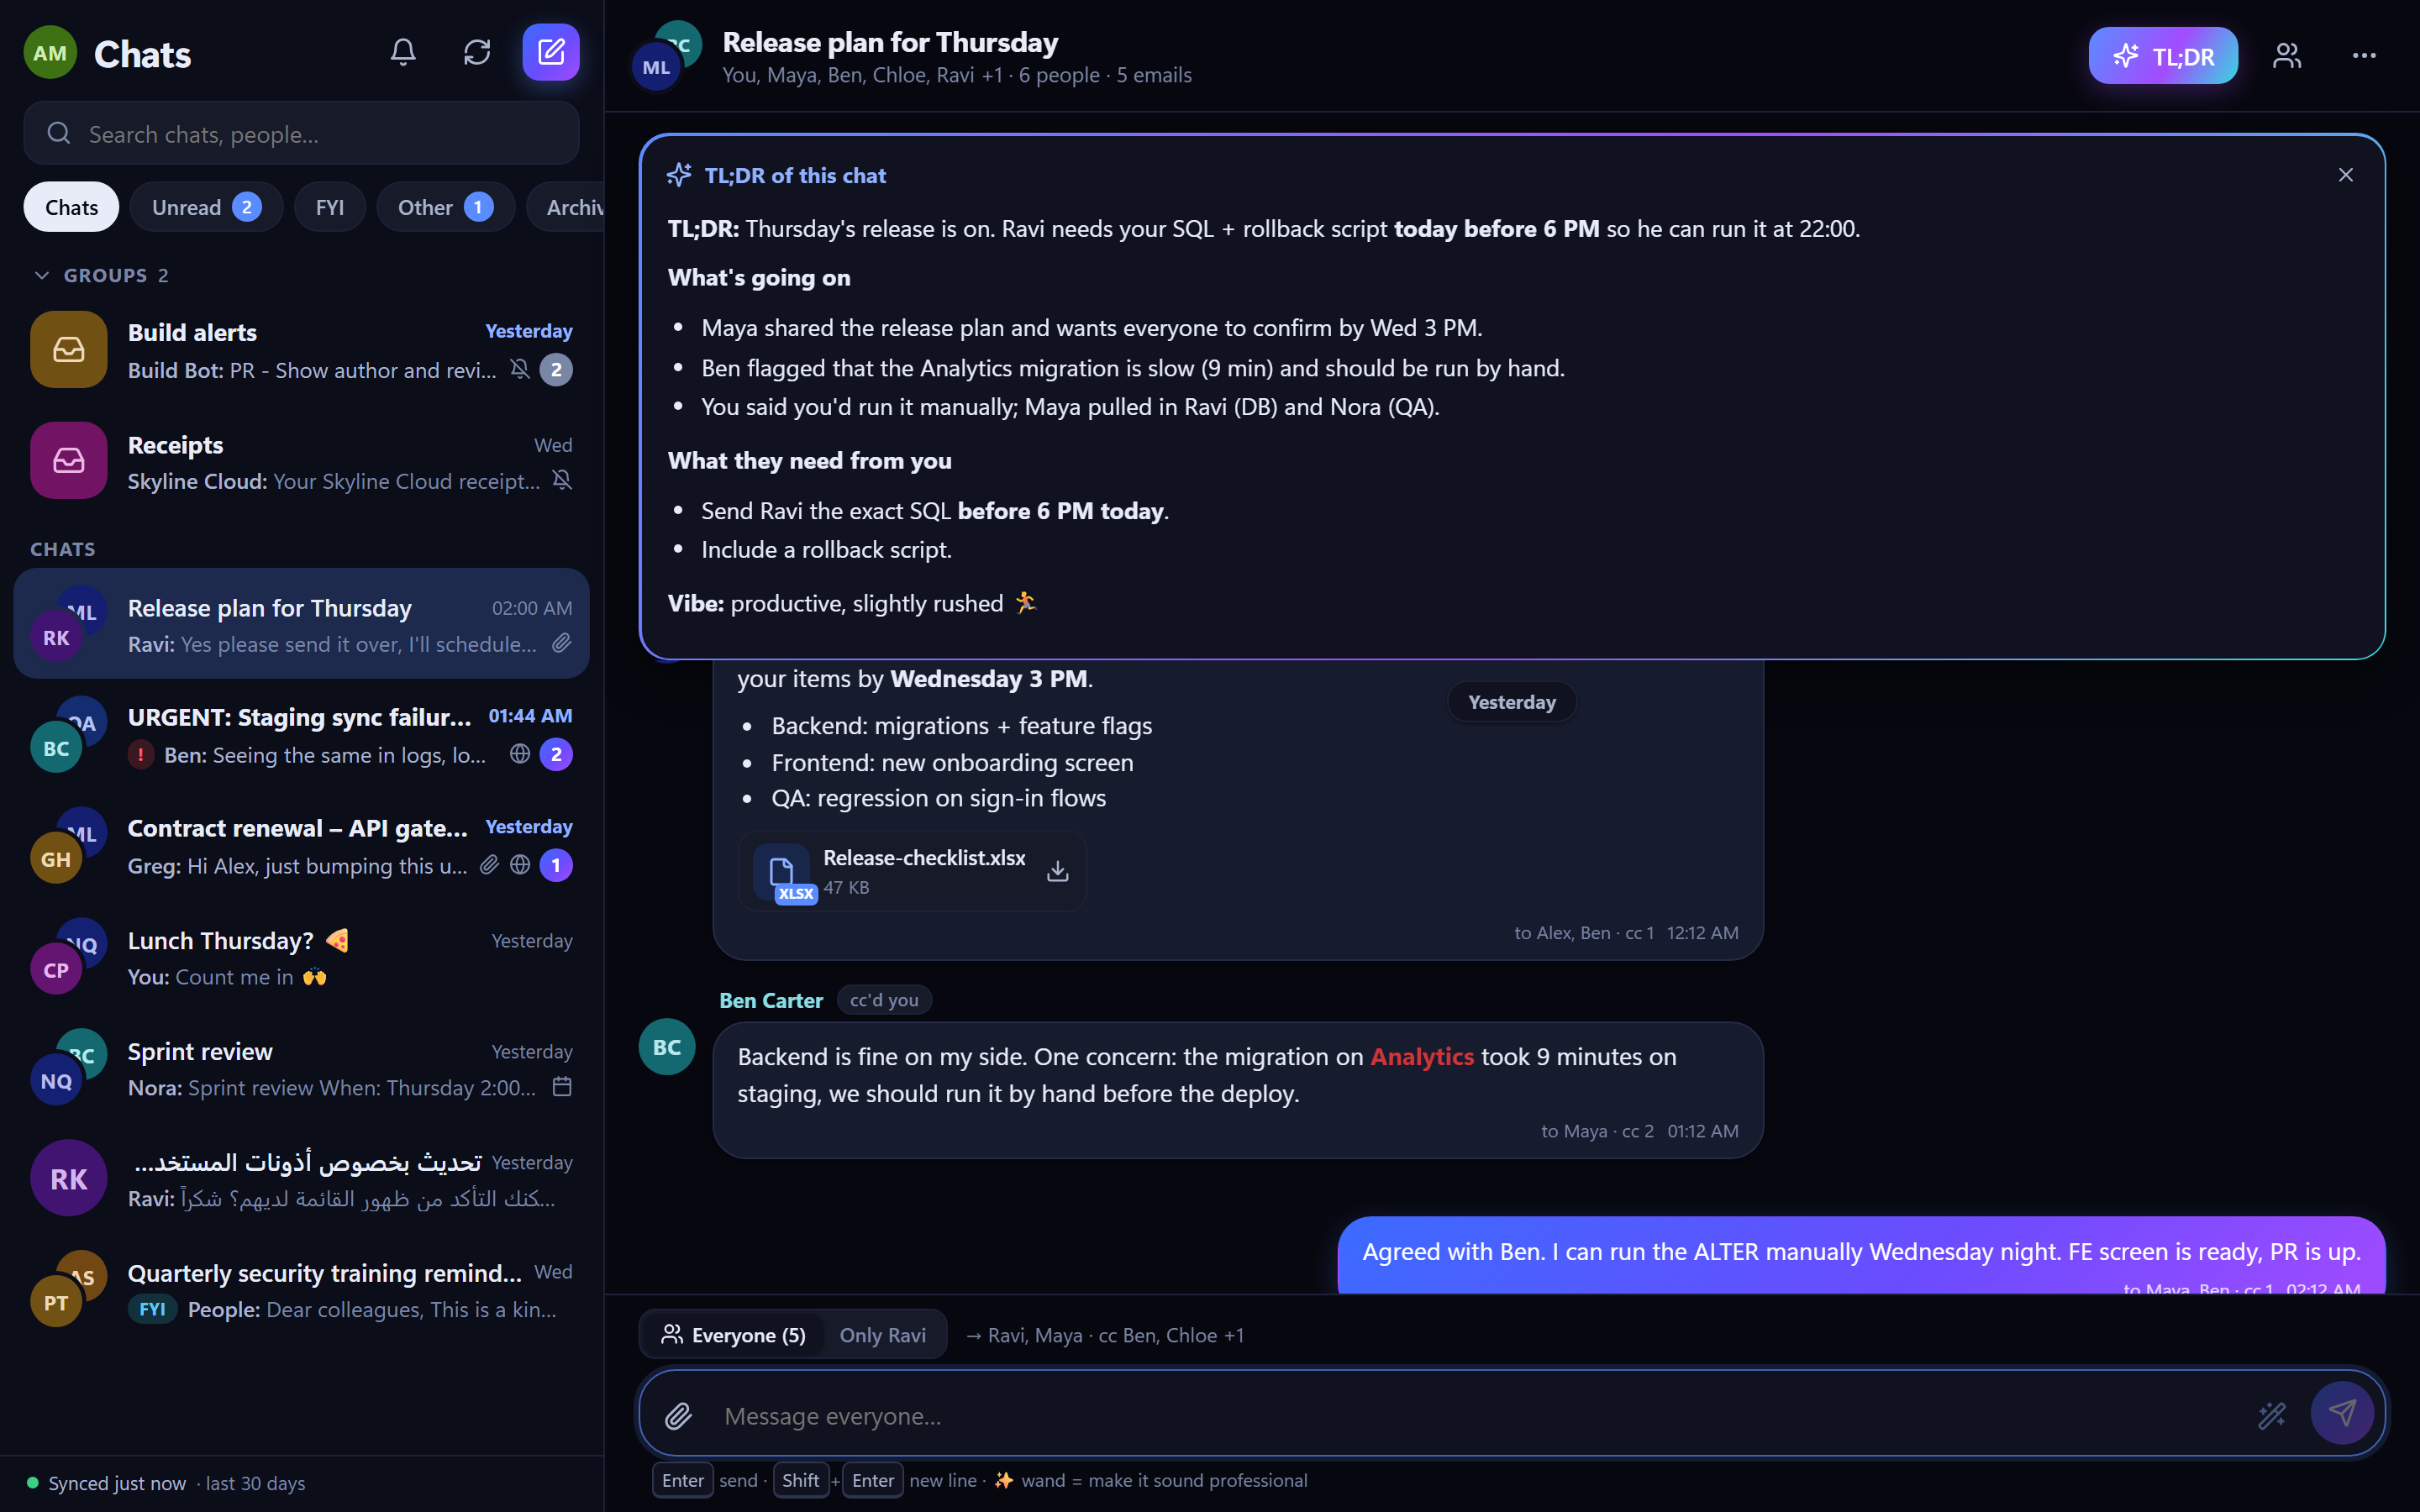 AM Chats
Search chats, people...
Chats
Unread 2
FYI
Other 1
Archiv
GROUPS 2
Build alerts Yesterday
Build Bot: PR - Show author and revi... 2
Receipts Wed
Skyline Cloud: Your Skyline Cloud receipt...
CHATS
ML
RK
Release plan for Thursday 02:00 AM
Ravi: Yes please send it over, I'll schedule...
QA
BC
URGENT: Staging sync failur... 01:44 AM
! Ben: Seeing the same in logs, lo... 2
ML
GH
Contract renewal – API gate... Yesterday
Greg: Hi Alex, just bumping this u... 1
NQ
CP
Lunch Thursday? 🍕 Yesterday
You: Count me in 🙌
BC
NQ
Sprint review Yesterday
Nora: Sprint review When: Thursday 2:00...
RK
تحديث بخصوص أذونات المستخد... Yesterday
Ravi: ...كنك التأكد من ظهور القائمة لديهم؟ شكراً
AS
PT
Quarterly security training remind... Wed
FYI People: Dear colleagues, This is a kin...
Synced just now · last 30 days
BC
ML
Release plan for Thursday
You, Maya, Ben, Chloe, Ravi +1 · 6 people · 5 emails
TL;DR
TL;DR of this chat
TL;DR: Thursday's release is on. Ravi needs your SQL + rollback script today before 6 PM so he can run it at 22:00.
What's going on
• Maya shared the release plan and wants everyone to confirm by Wed 3 PM.
• Ben flagged that the Analytics migration is slow (9 min) and should be run by hand.
• You said you'd run it manually; Maya pulled in Ravi (DB) and Nora (QA).
What they need from you
• Send Ravi the exact SQL before 6 PM today.
• Include a rollback script.
Vibe: productive, slightly rushed 🏃
your items by Wednesday 3 PM.
Yesterday
• Backend: migrations + feature flags
• Frontend: new onboarding screen
• QA: regression on sign-in flows
Release-checklist.xlsx
XLSX 47 KB
to Alex, Ben · cc 1 12:12 AM
Ben Carter cc'd you
BC
Backend is fine on my side. One concern: the migration on Analytics took 9 minutes on
staging, we should run it by hand before the deploy.
to Maya · cc 2 01:12 AM
Agreed with Ben. I can run the ALTER manually Wednesday night. FE screen is ready, PR is up.
to Maya, Ben · cc 1 02:12 AM
Everyone (5) Only Ravi → Ravi, Maya · cc Ben, Chloe +1
Message everyone...
Enter send · Shift + Enter new line · ✨ wand = make it sound professional